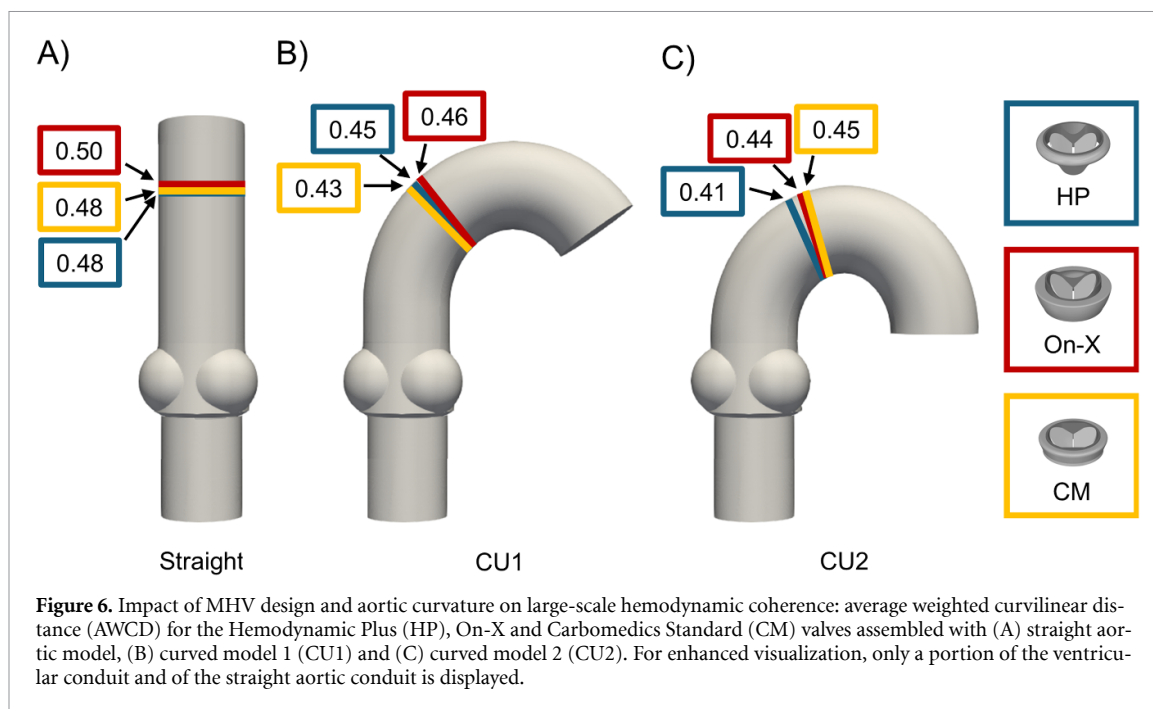 A)
B)
C)
0.50
0.48
0.48
0.43
0.45
0.46
0.41
0.44
0.45
HP
On-X
CM
Straight
CU1
CU2
Figure 6. Impact of MHV design and aortic curvature on large-scale hemodynamic coherence: average weighted curvilinear dis-
tance (AWCD) for the Hemodynamic Plus (HP), On-X and Carbomedics Standard (CM) valves assembled with (A) straight aor-
tic model, (B) curved model 1 (CU1) and (C) curved model 2 (CU2). For enhanced visualization, only a portion of the ventricu-
lar conduit and of the straight aortic conduit is displayed.